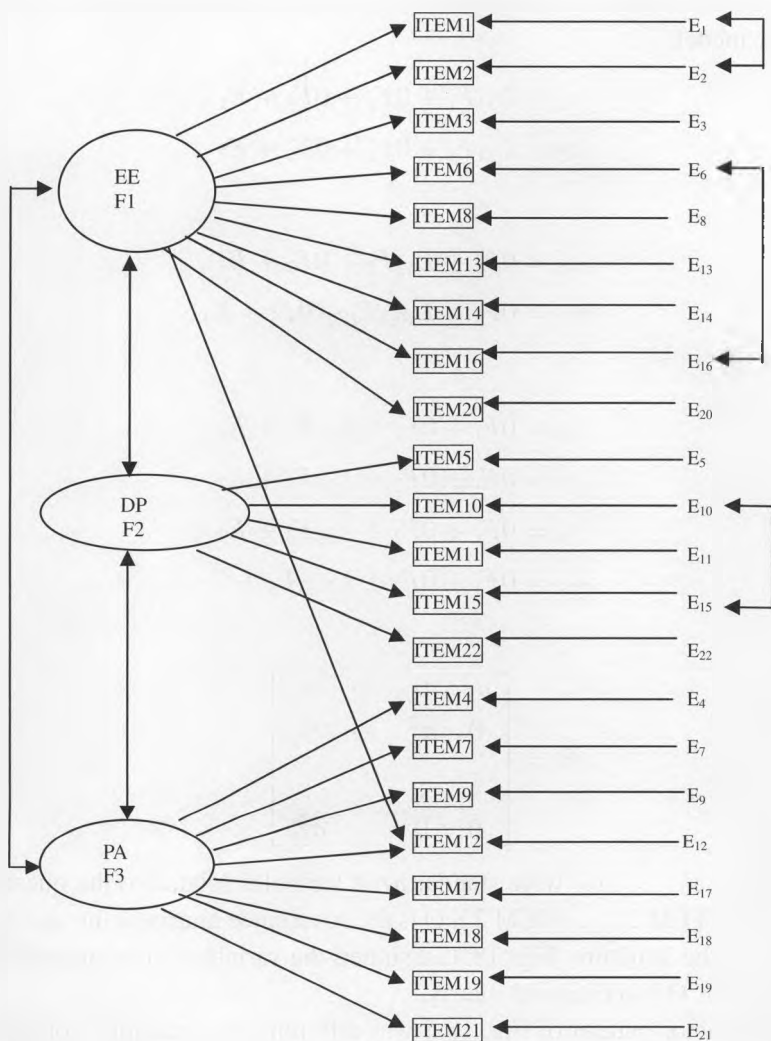 ITEM1 E1
ITEM2 E2
ITEM3 E3
EE
F1
ITEM6 E6
ITEM8 E8
ITEM13 E13
ITEM14 E14
ITEM16 E16
ITEM20 E20
ITEM5 E5
DP
F2
ITEM10 E10
ITEM11 E11
ITEM15 E15
ITEM22 E22
ITEM4 E4
ITEM7 E7
ITEM9 E9
PA
F3
ITEM12 E12
ITEM17 E17
ITEM18 E18
ITEM19 E19
ITEM21 E21